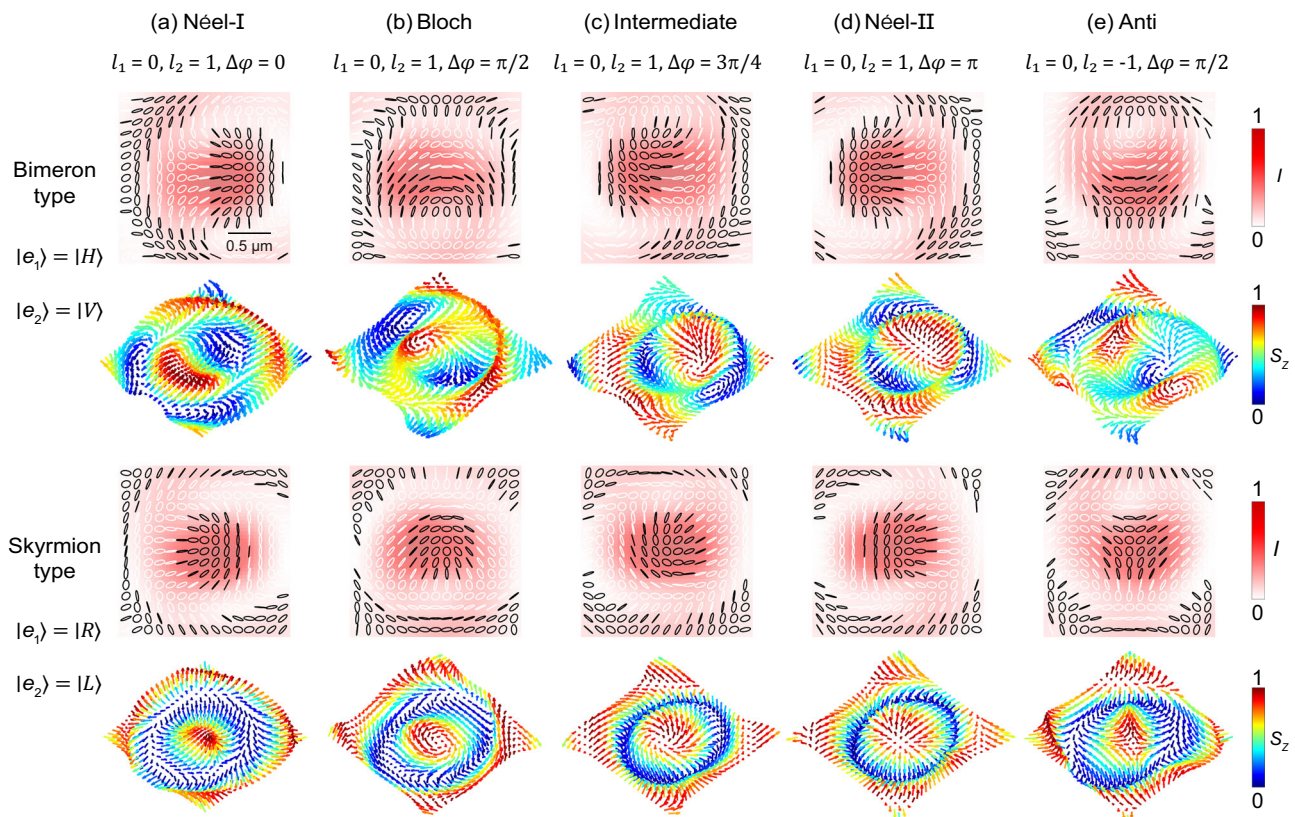 (a) Néel-I (b) Bloch (c) Intermediate (d) Néel-II (e) Anti
l₁ = 0, l₂ = 1, Δφ = 0 l₁ = 0, l₂ = 1, Δφ = π/2 l₁ = 0, l₂ = 1, Δφ = 3π/4 l₁ = 0, l₂ = 1, Δφ = π l₁ = 0, l₂ = -1, Δφ = π/2
1
Bimeron
type
I
0.5 μm
0
|e₁⟩ = |H⟩
|e₂⟩ = |V⟩
1
S_z
0
1
Skyrmion
type
I
0
|e₁⟩ = |R⟩
|e₂⟩ = |L⟩
1
S_z
0